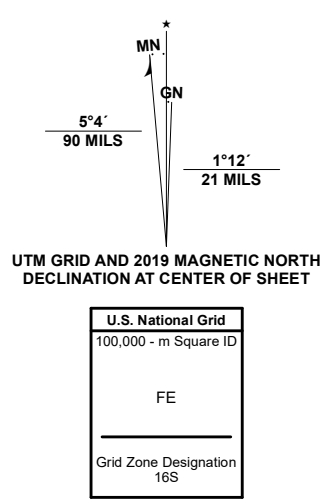 MN
GN
5°4´
90 MILS
1°12´
21 MILS
UTM GRID AND 2019 MAGNETIC NORTH
DECLINATION AT CENTER OF SHEET
U.S. National Grid
100,000 - m Square ID
FE
Grid Zone Designation
16S